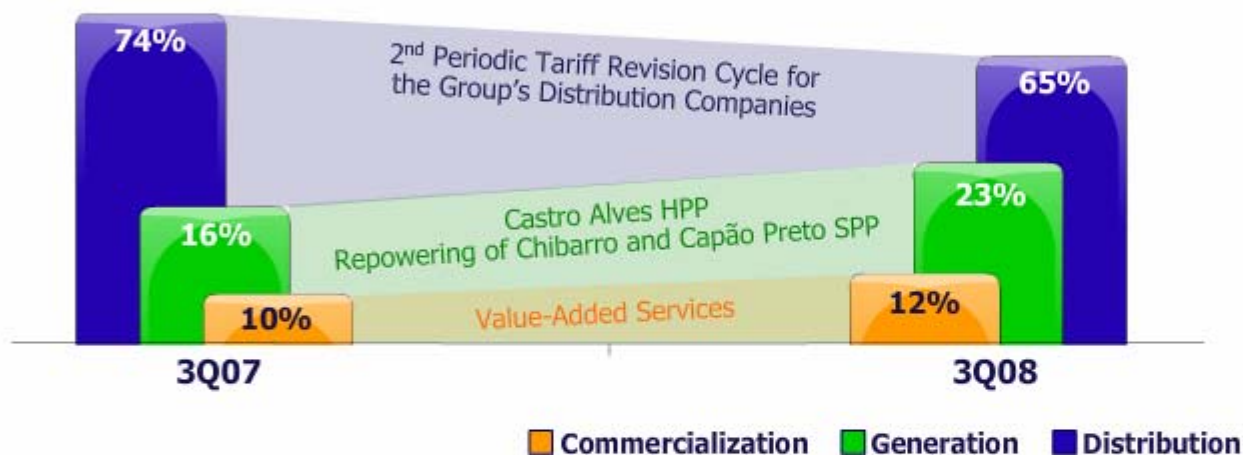 74%
2nd Periodic Tariff Revision Cycle for
the Group's Distribution Companies
65%
16%
Castro Alves HPP
Repowering of Chibarro and Capão Preto SPP
23%
10%
Value-Added Services
12%
3Q07
3Q08
Commercialization
Generation
Distribution